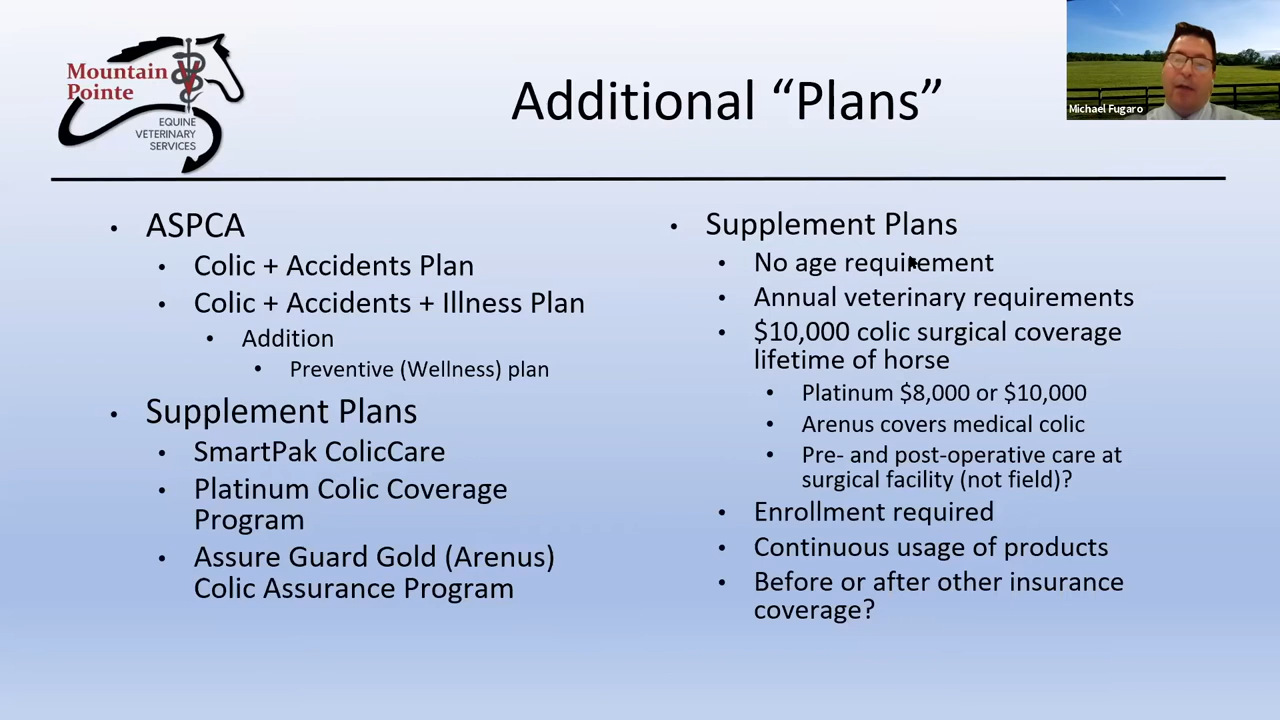 Mountain
Pointe
EQUINE
VETERINARY
SERVICES
Additional “Plans”
Michael Fugaro
• ASPCA
• Colic + Accidents Plan
• Colic + Accidents + Illness Plan
• Addition
• Preventive (Wellness) plan
• Supplement Plans
• SmartPak ColicCare
• Platinum Colic Coverage
Program
• Assure Guard Gold (Arenus)
Colic Assurance Program
• Supplement Plans
• No age requirement
• Annual veterinary requirements
• $10,000 colic surgical coverage
lifetime of horse
• Platinum $8,000 or $10,000
• Arenus covers medical colic
• Pre- and post-operative care at
surgical facility (not field)?
• Enrollment required
• Continuous usage of products
• Before or after other insurance
coverage?